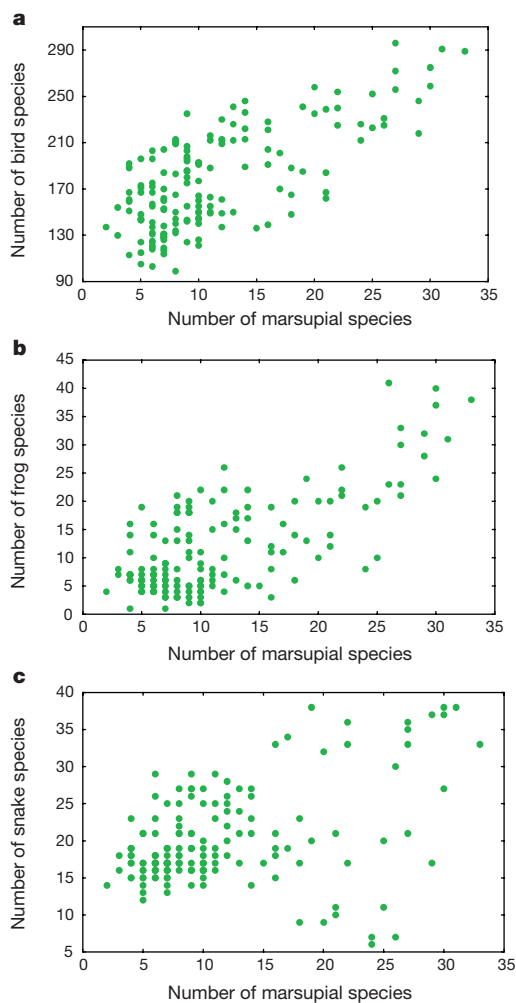 a
Number of bird species
290
250
210
170
130
90
0 5 10 15 20 25 30 35
Number of marsupial species
b
Number of frog species
45
40
35
30
25
20
15
10
5
0
0 5 10 15 20 25 30 35
Number of marsupial species
c
Number of snake species
40
35
30
25
20
15
10
5
0 5 10 15 20 25 30 35
Number of marsupial species